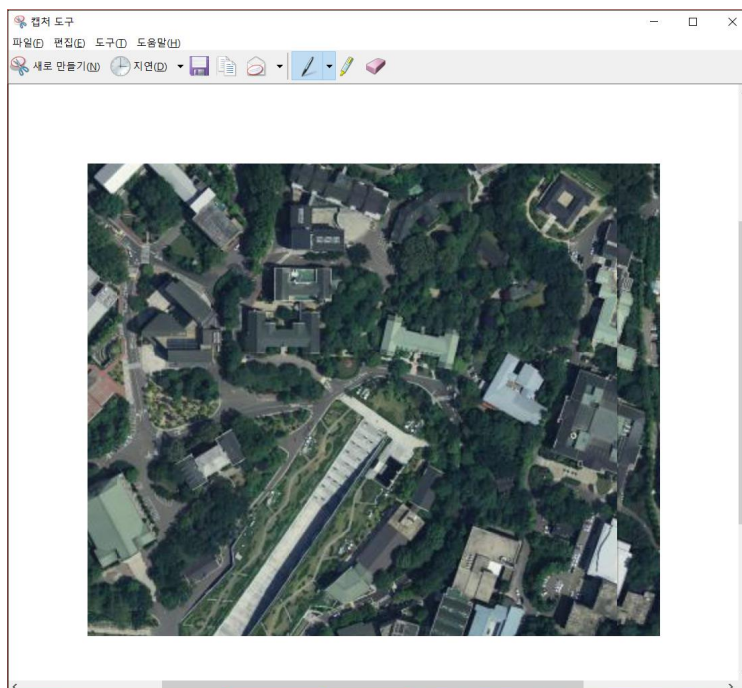 캡처 도구
파일(F) 편집(E) 도구(T) 도움말(H)
새로 만들기(N) 지연(D)